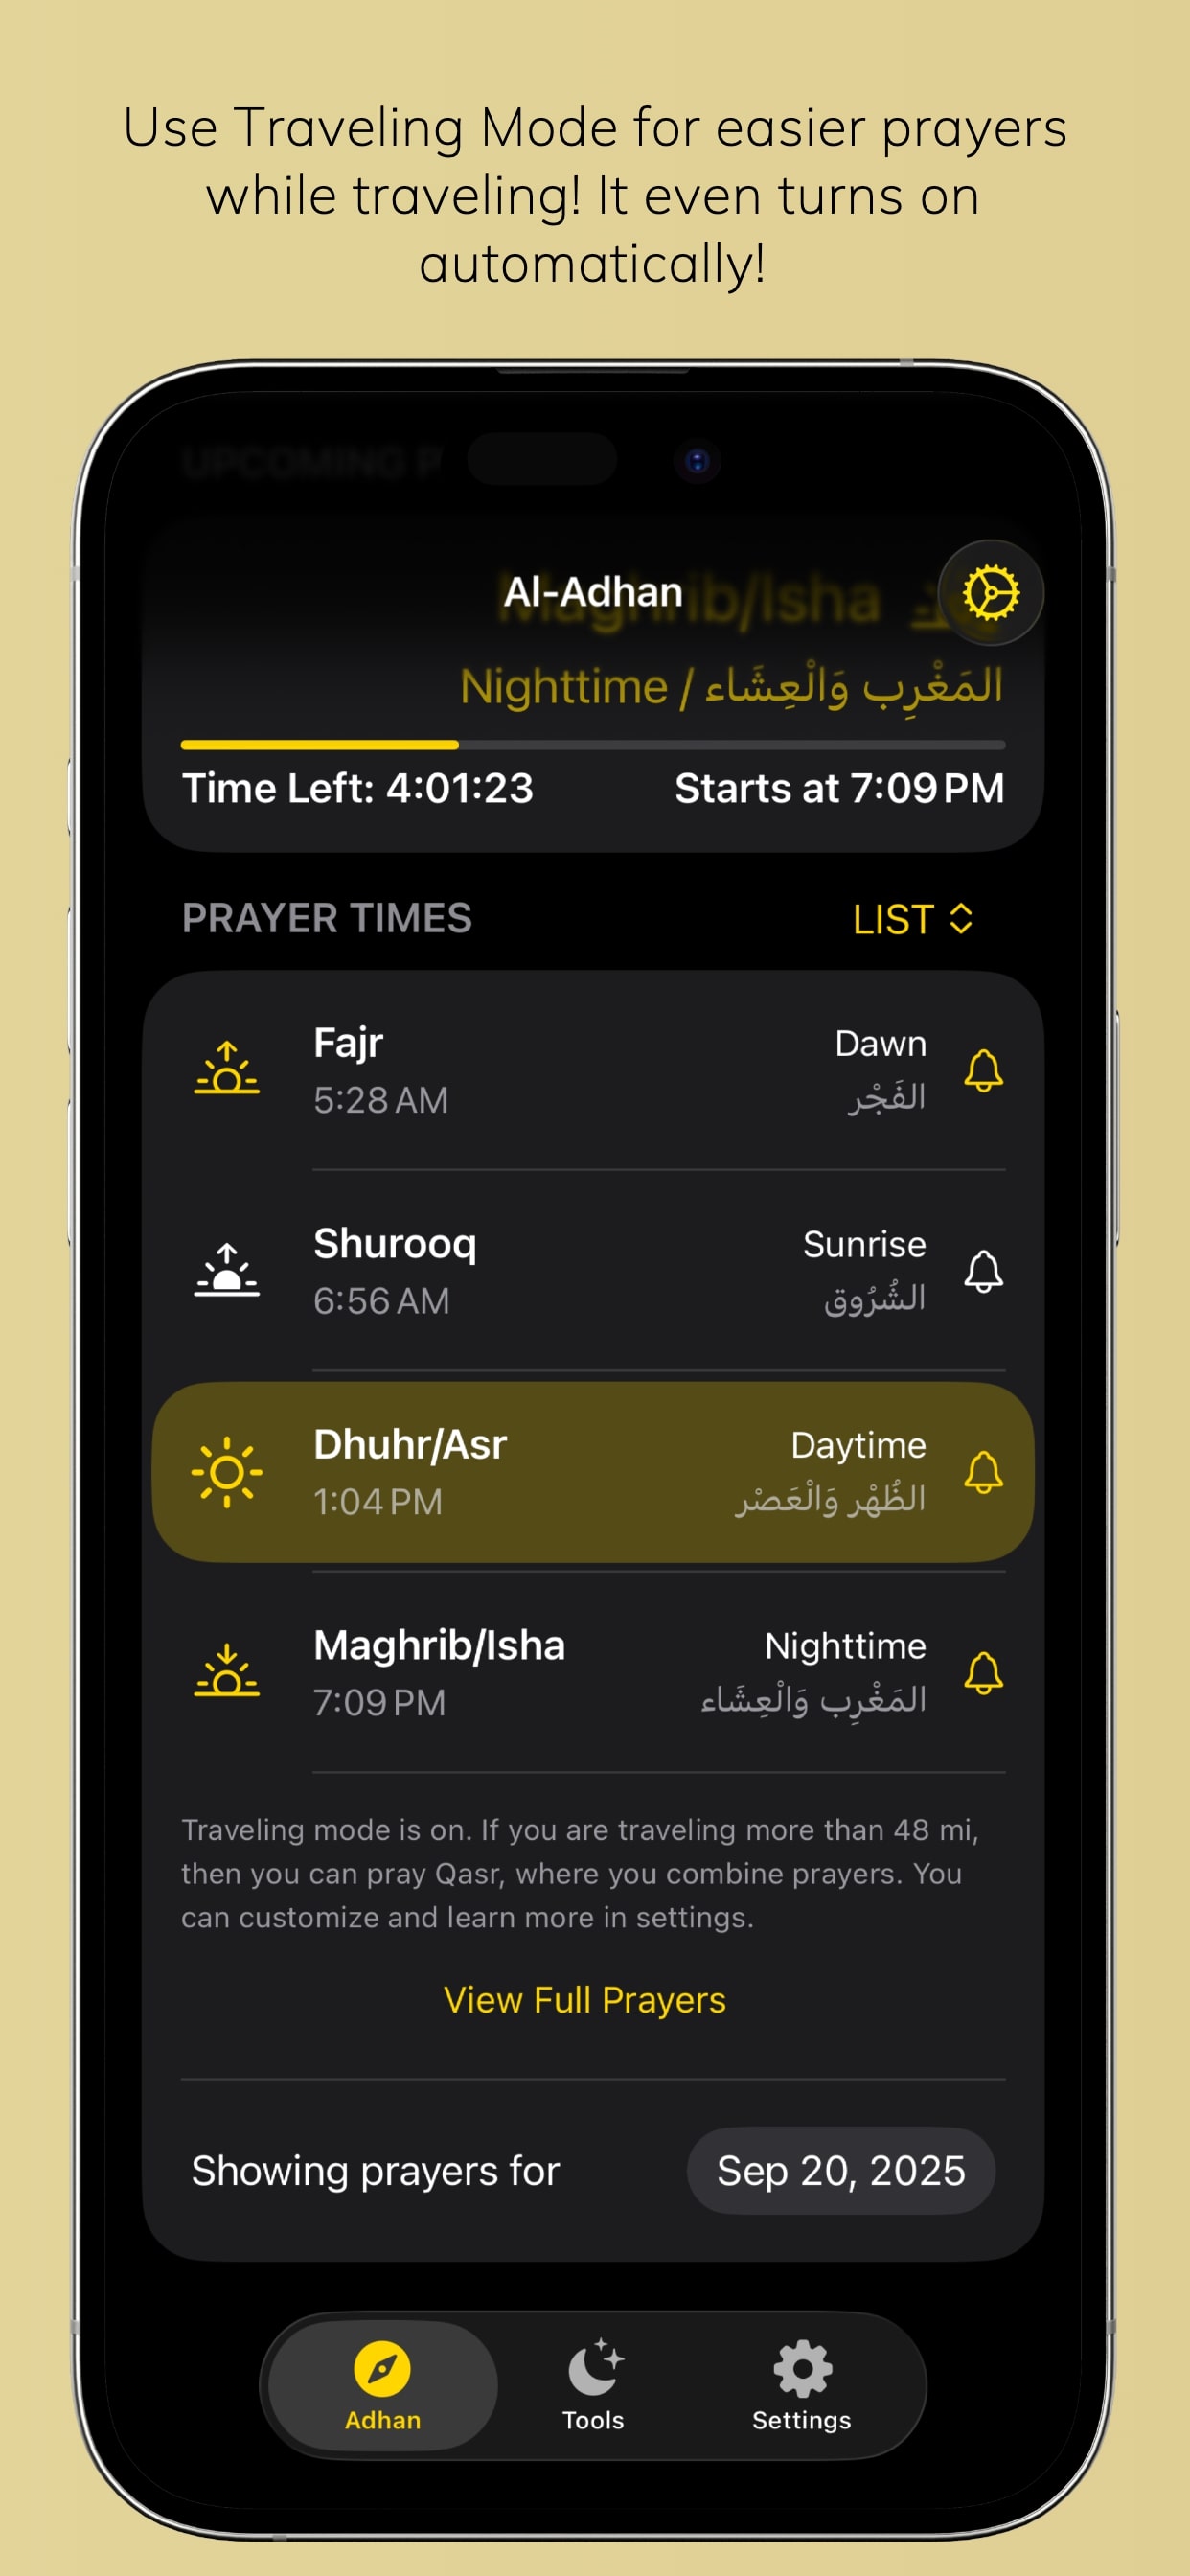 Use Traveling Mode for easier prayers
while traveling! It even turns on
automatically!
UPCOMING P
Al-Adhan
Maghrib/Isha
Nighttime / المَغْرِب وَالْعِشَاء
Time Left: 4:01:23 Starts at 7:09 PM
PRAYER TIMES LIST
Fajr Dawn
5:28 AM الفَجْر
Shurooq Sunrise
6:56 AM الشُرُوق
Dhuhr/Asr Daytime
1:04 PM الظُهْر وَالْعَصْر
Maghrib/Isha Nighttime
7:09 PM المَغْرِب وَالْعِشَاء
Traveling mode is on. If you are traveling more than 48 mi,
then you can pray Qasr, where you combine prayers. You
can customize and learn more in settings.
View Full Prayers
Showing prayers for Sep 20, 2025
Adhan Tools Settings